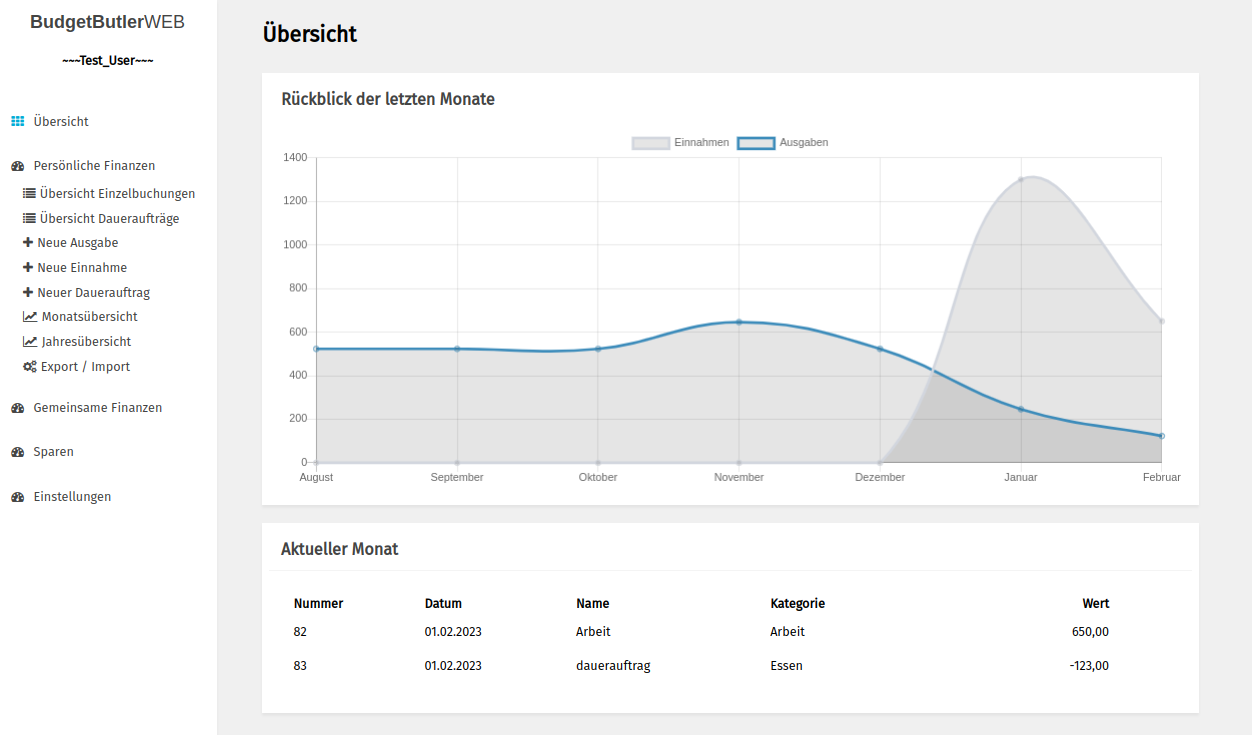 BudgetButlerWEB
~~~Test_User~~~
Übersicht
Persönliche Finanzen
Übersicht Einzelbuchungen
Übersicht Daueraufträge
Neue Ausgabe
Neue Einnahme
Neuer Dauerauftrag
Monatsübersicht
Jahresübersicht
Export / Import
Gemeinsame Finanzen
Sparen
Einstellungen
Übersicht
Rückblick der letzten Monate
Einnahmen Ausgaben
1400
1200
1000
800
600
400
200
0
August September Oktober November Dezember Januar Februar
Aktueller Monat
Nummer Datum Name Kategorie Wert
82 01.02.2023 Arbeit Arbeit 650,00
83 01.02.2023 dauerauftrag Essen -123,00